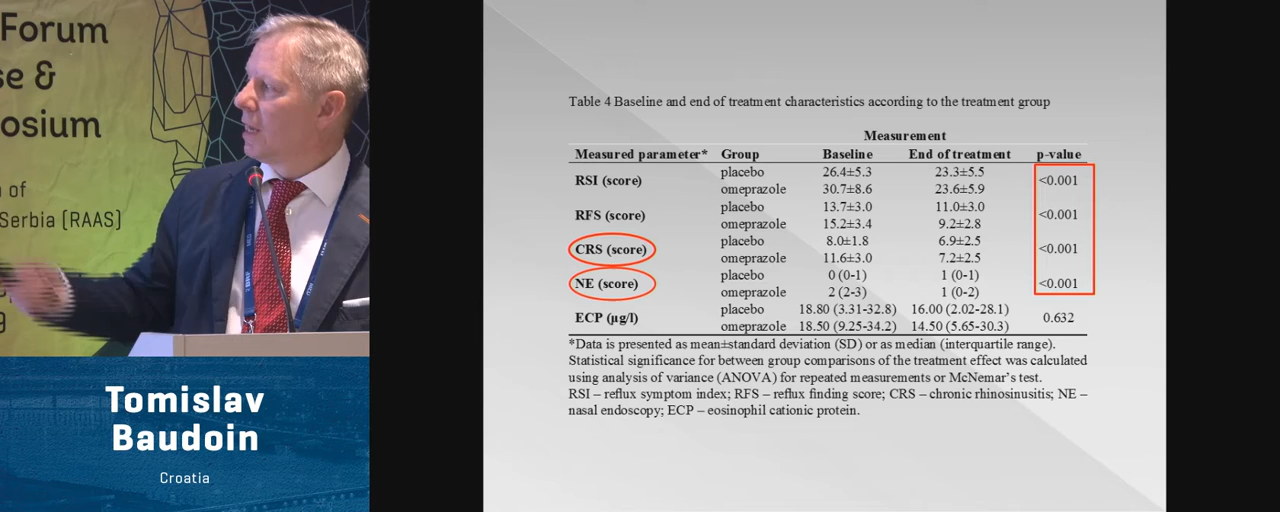 Forum
se &
osium
n of
Serbia (RAAS)
9
Tomislav
Baudoin
Croatia
Table 4 Baseline and end of treatment characteristics according to the treatment group
Measurement
Measured parameter* Group Baseline End of treatment p-value
RSI (score) placebo 26.4±5.3 23.3±5.5 <0.001
omeprazole 30.7±8.6 23.6±5.9
RFS (score) placebo 13.7±3.0 11.0±3.0 <0.001
omeprazole 15.2±3.4 9.2±2.8
CRS (score) placebo 8.0±1.8 6.9±2.5 <0.001
omeprazole 11.6±3.0 7.2±2.5
NE (score) placebo 0 (0-1) 1 (0-1) <0.001
omeprazole 2 (2-3) 1 (0-2)
ECP (µg/l) placebo 18.80 (3.31-32.8) 16.00 (2.02-28.1) 0.632
omeprazole 18.50 (9.25-34.2) 14.50 (5.65-30.3)
*Data is presented as mean±standard deviation (SD) or as median (interquartile range).
Statistical significance for between group comparisons of the treatment effect was calculated
using analysis of variance (ANOVA) for repeated measurements or McNemar's test.
RSI – reflux symptom index; RFS – reflux finding score; CRS – chronic rhinosinusitis; NE –
nasal endoscopy; ECP – eosinophil cationic protein.